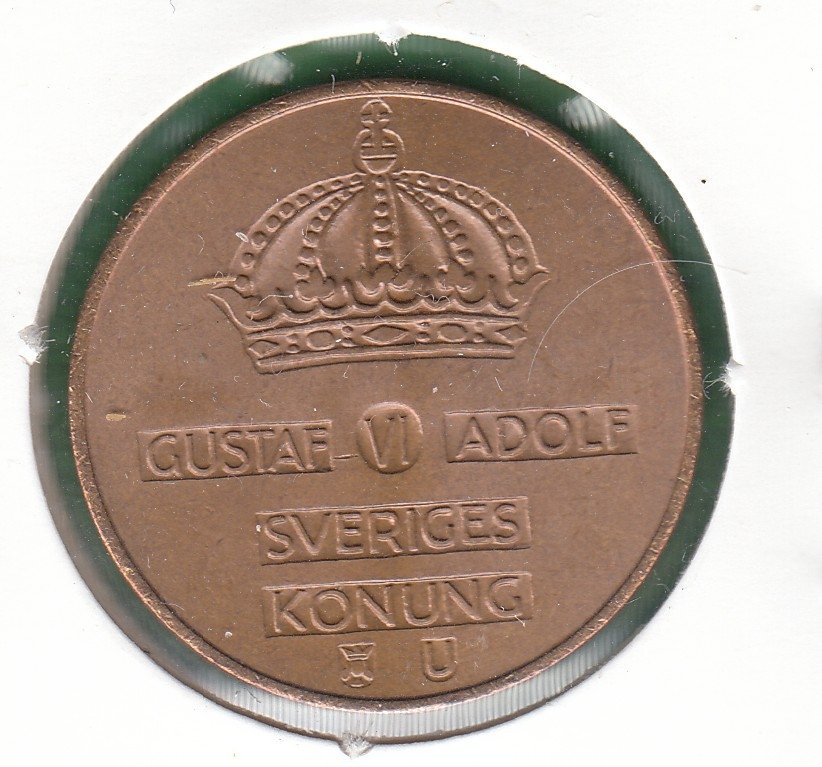 GUSTAF VI ADOLF
SVERIGES
KONUNG
U